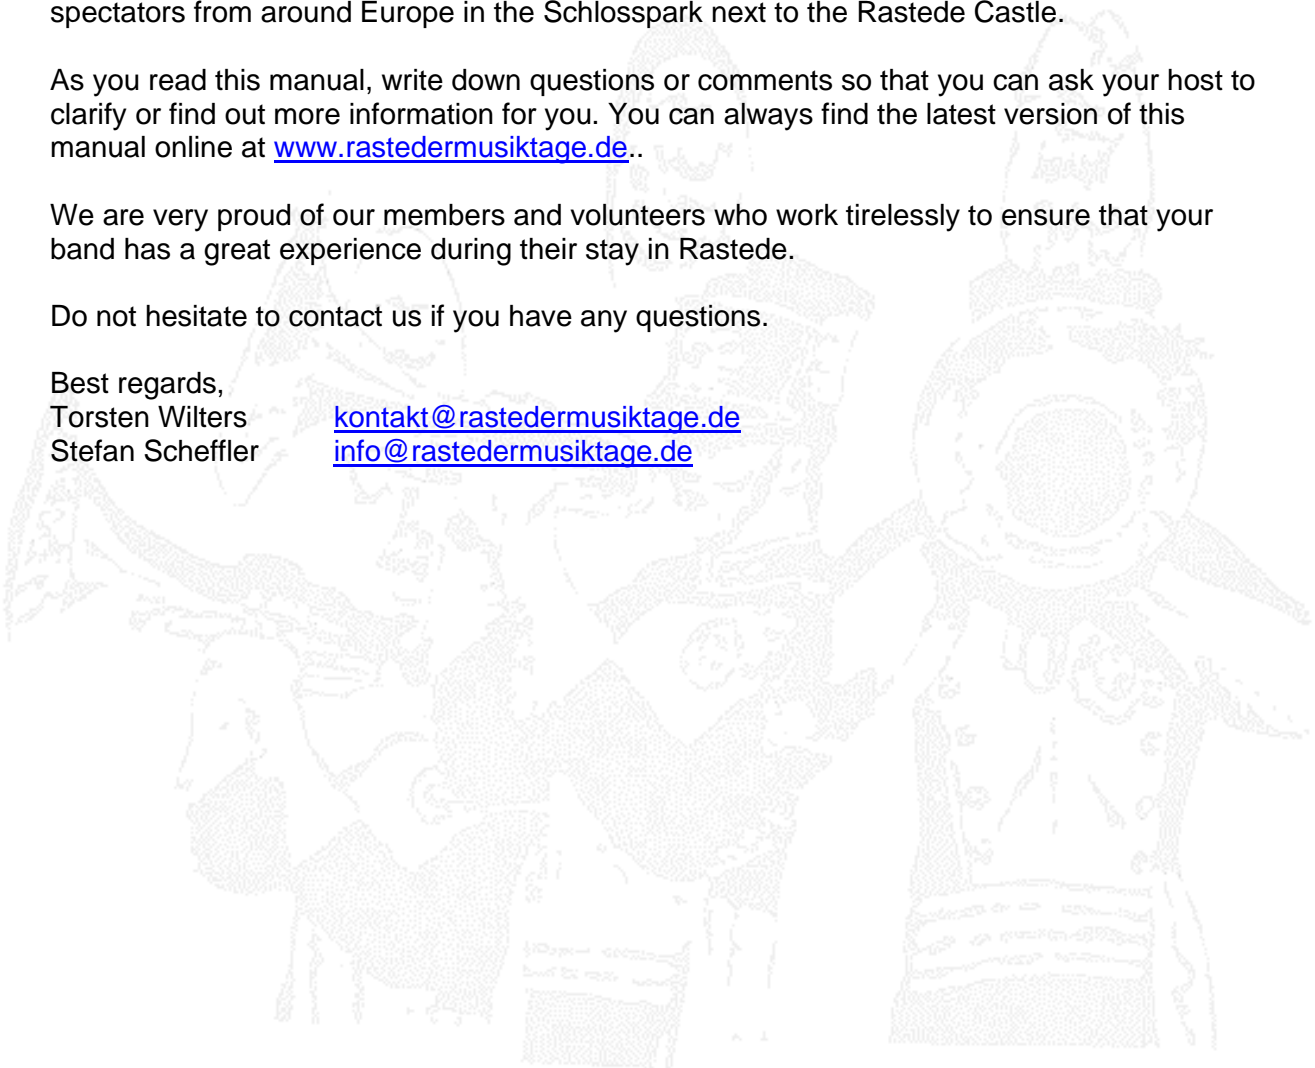 spectators from around Europe in the Schlosspark next to the Rastede Castle.
As you read this manual, write down questions or comments so that you can ask your host to
clarify or find out more information for you. You can always find the latest version of this
manual online at www.rastedermusiktage.de..
We are very proud of our members and volunteers who work tirelessly to ensure that your
band has a great experience during their stay in Rastede.
Do not hesitate to contact us if you have any questions.
Best regards,
Torsten Wilters kontakt@rastedermusiktage.de
Stefan Scheffler info@rastedermusiktage.de